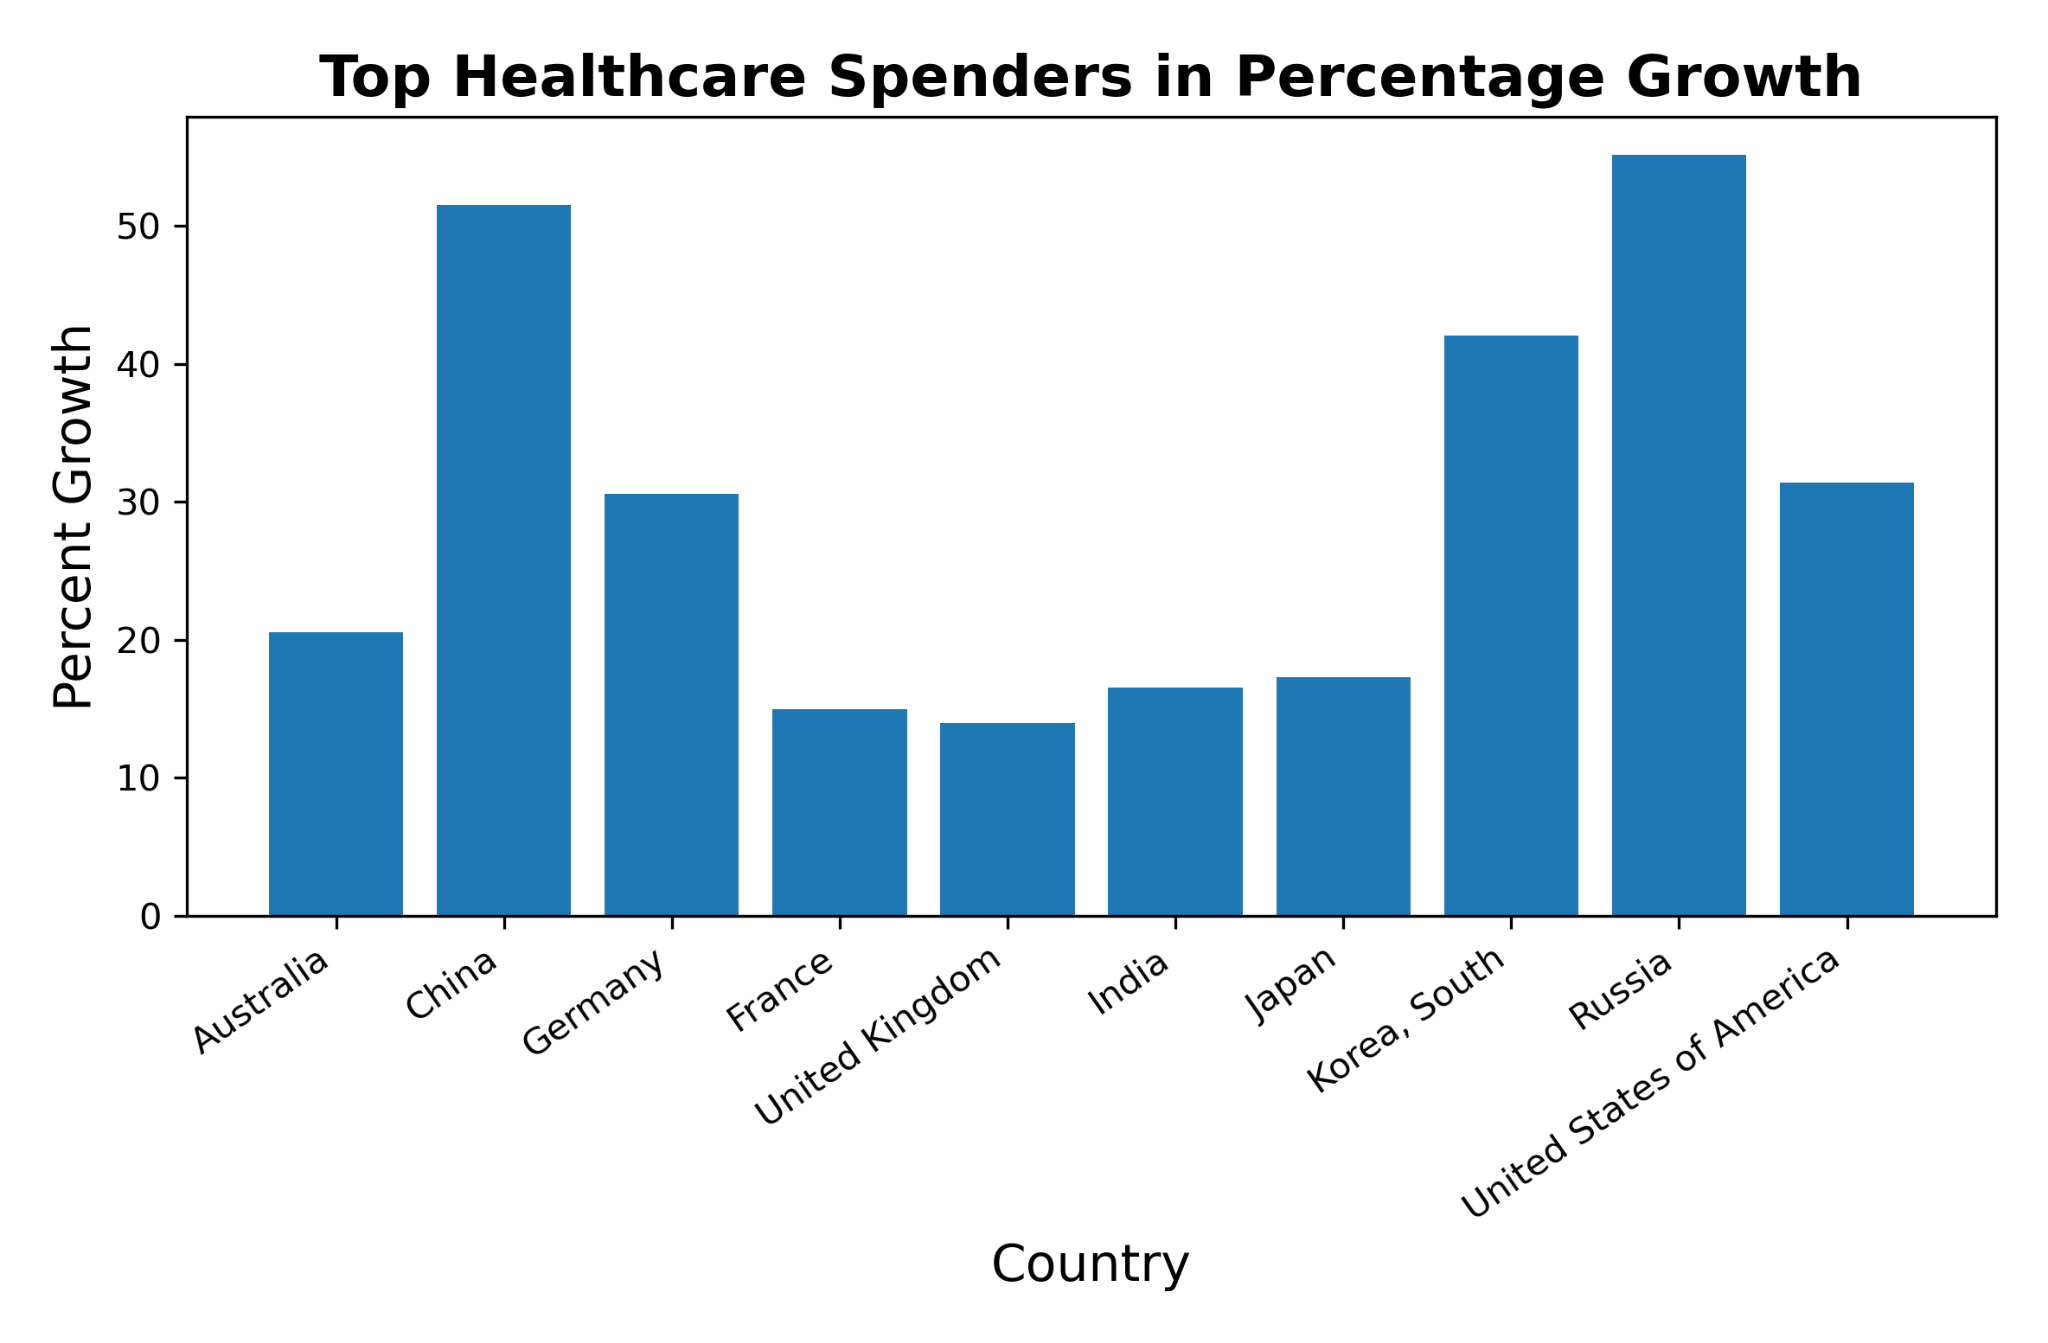 Top Healthcare Spenders in Percentage Growth
Percent Growth
50
40
30
20
10
0
Australia
China
Germany
France
United Kingdom
India
Japan
Korea, South
Russia
United States of America
Country